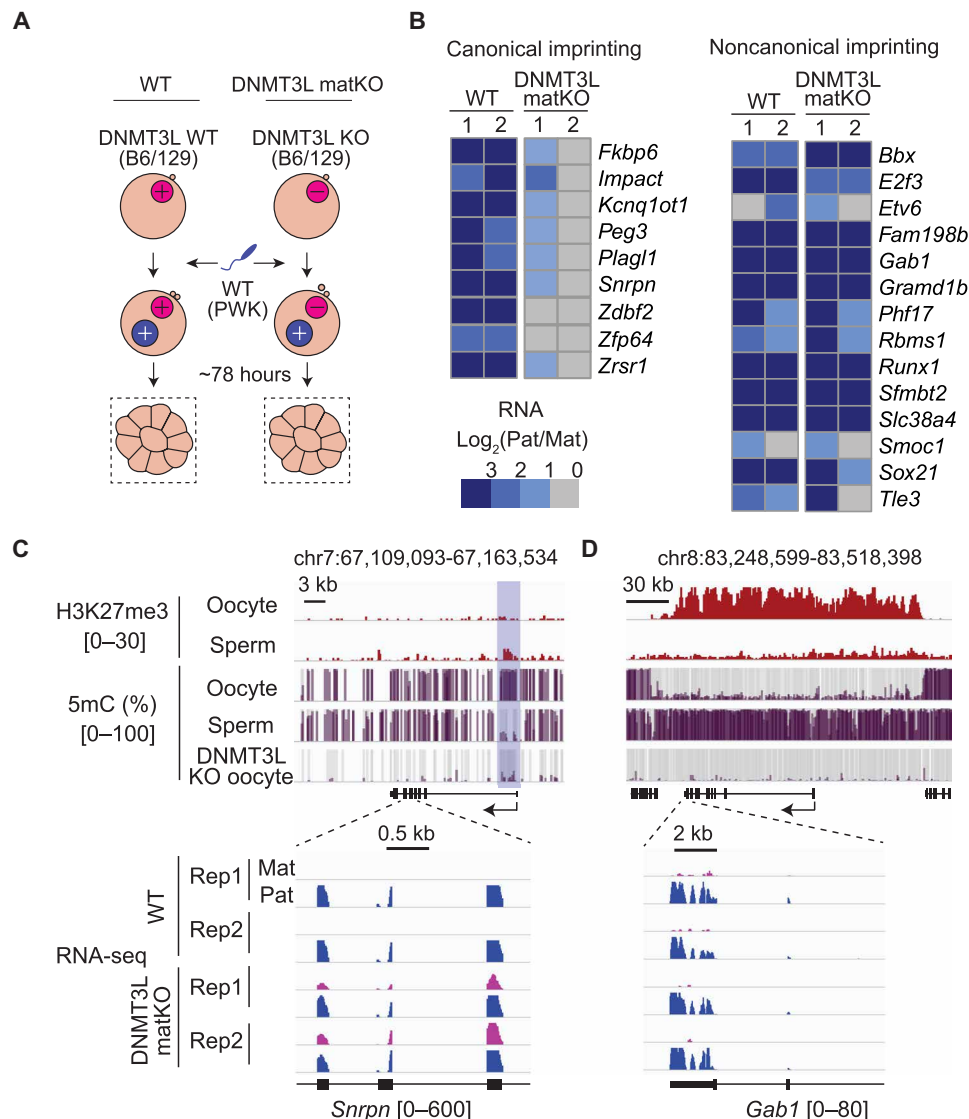 A
WT DNMT3L matKO
DNMT3L WT DNMT3L KO
(B6/129) (B6/129)
+ −
WT
(PWK)
+ −
+ +
~78 hours
B
Canonical imprinting
WT DNMT3L matKO
1 2 1 2
Fkbp6
Impact
Kcnq1ot1
Peg3
Plagl1
Snrpn
Zdbf2
Zfp64
Zrsr1
RNA
Log2(Pat/Mat)
3 2 1 0
Noncanonical imprinting
WT DNMT3L matKO
1 2 1 2
Bbx
E2f3
Etv6
Fam198b
Gab1
Gramd1b
Phf17
Rbms1
Runx1
Sfmbt2
Slc38a4
Smoc1
Sox21
Tle3
C
chr7:67,109,093-67,163,534
3 kb
H3K27me3
[0–30]
Oocyte
Sperm
5mC (%)
[0–100]
Oocyte
Sperm
DNMT3L
KO oocyte
0.5 kb
RNA-seq
WT
Rep1
Mat
Pat
Rep2
DNMT3L
matKO
Rep1
Rep2
Snrpn [0–600]
D
chr8:83,248,599-83,518,398
30 kb
2 kb
Gab1 [0–80]